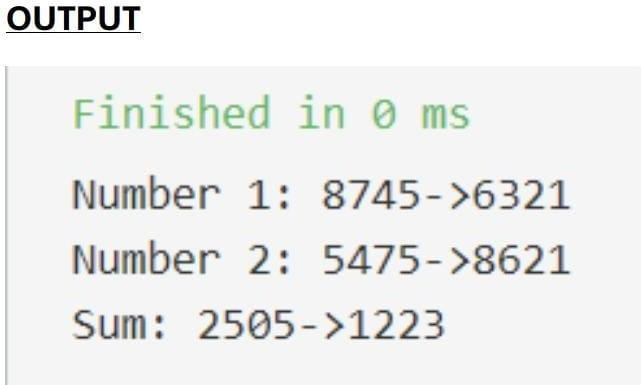 OUTPUT
Finished in 0 ms
Number 1: 8745->6321
Number 2: 5475->8621
Sum: 2505->1223